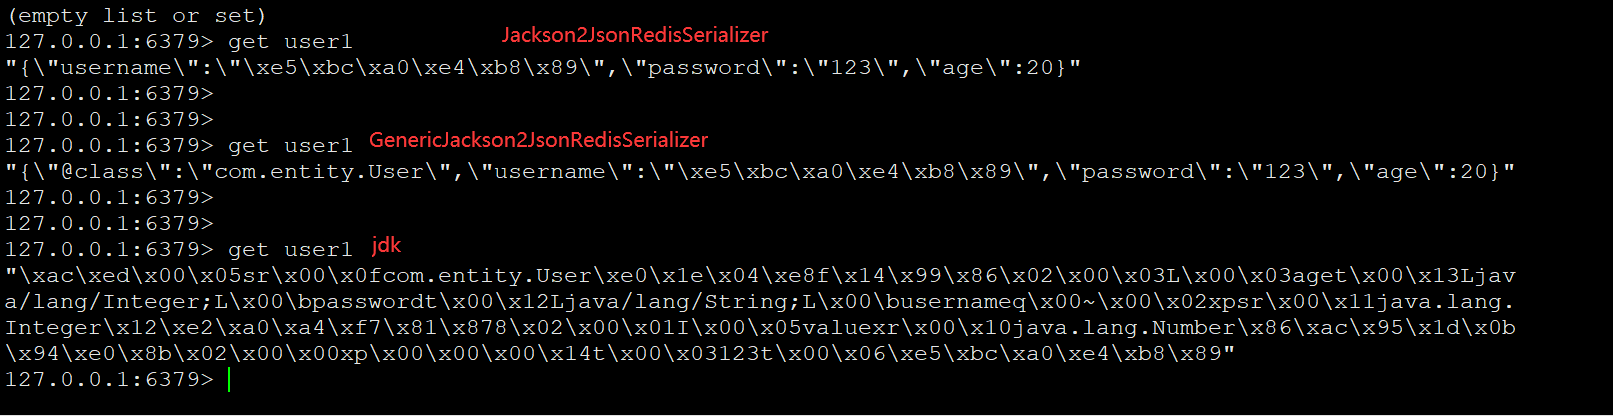 (empty list or set)
127.0.0.1:6379> get user1 Jackson2JsonRedisSerializer
"{\"username\":\"\xe5\xbc\xa0\xe4\xb8\x89\",\"password\":\"123\",\"age\":20}"
127.0.0.1:6379>
127.0.0.1:6379>
127.0.0.1:6379> get user1 GenericJackson2JsonRedisSerializer
"{\"@class\":\"com.entity.User\",\"username\":\"\xe5\xbc\xa0\xe4\xb8\x89\",\"password\":\"123\",\"age\":20}"
127.0.0.1:6379>
127.0.0.1:6379>
127.0.0.1:6379> get user1 jdk
"\xac\xed\x00\x05sr\x00\x0fcom.entity.User\xe0\x1e\x04\xe8f\x14\x99\x86\x02\x00\x03L\x00\x03aget\x00\x13Ljav
a/lang/Integer;L\x00\bpasswordt\x00\x12Ljava/lang/String;L\x00\busernameq\x00~\x00\x02xpsr\x00\x11java.lang.
Integer\x12\xe2\xa0\xa4\xf7\x81\x878\x02\x00\x01I\x00\x05valuexr\x00\x10java.lang.Number\x86\xac\x95\x1d\x0b
\x94\xe0\x8b\x02\x00\x00xp\x00\x00\x00\x14t\x00\x03123t\x00\x06\xe5\xbc\xa0\xe4\xb8\x89"
127.0.0.1:6379>